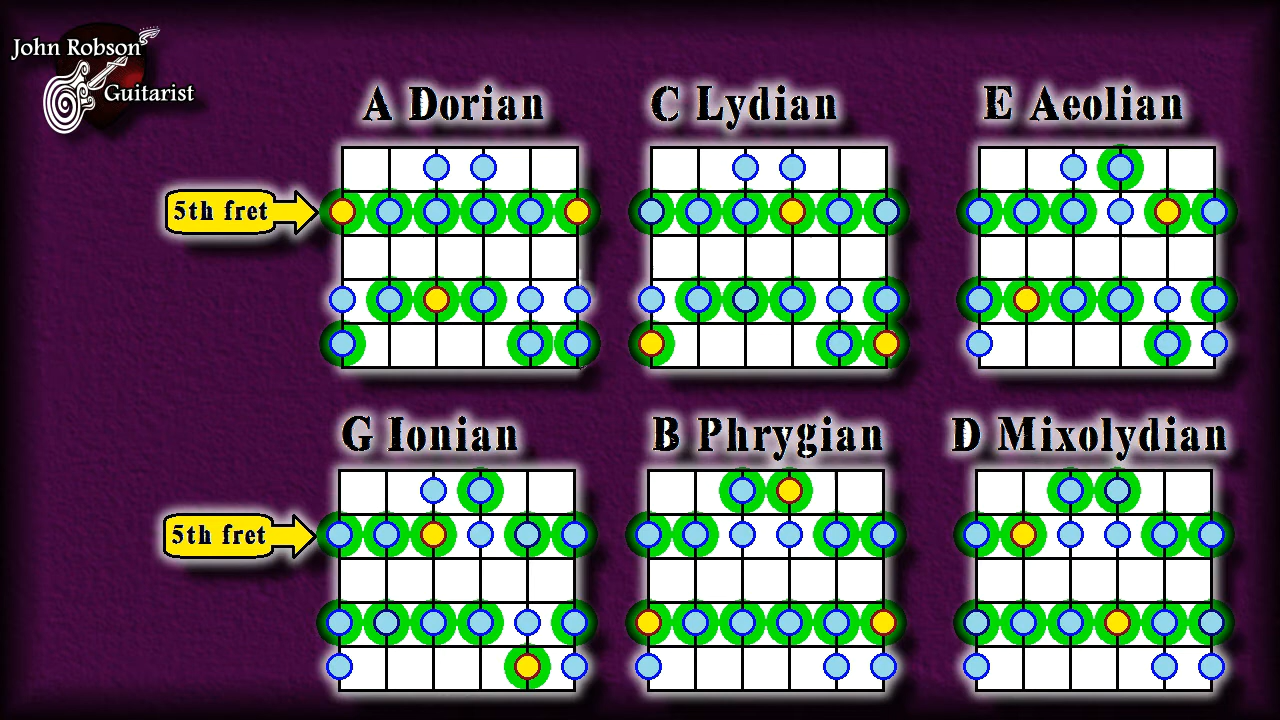 John Robson
Guitarist
A Dorian
C Lydian
E Aeolian
5th fret
G Ionian
B Phrygian
D Mixolydian
5th fret